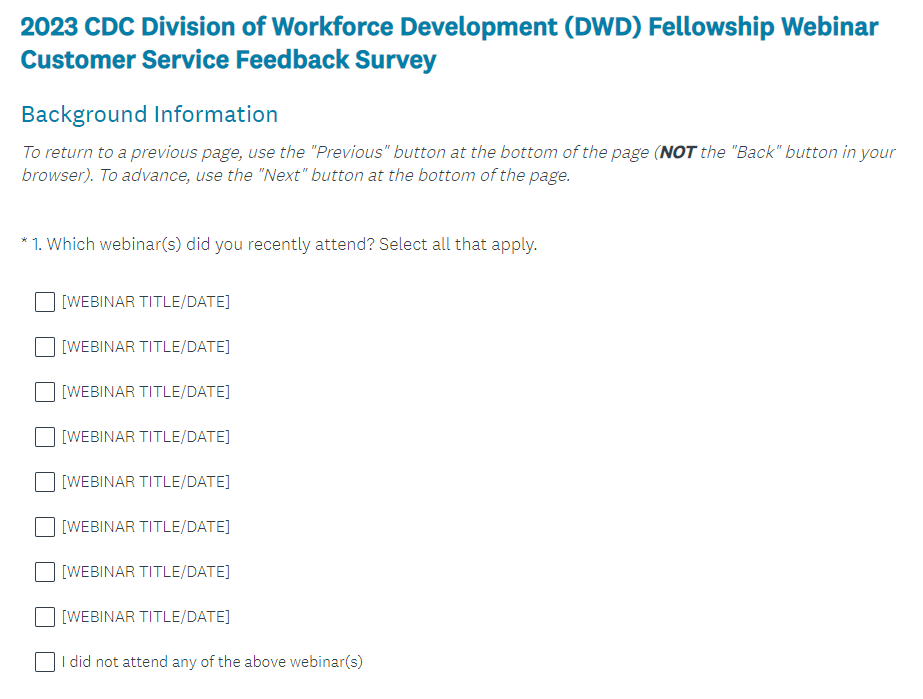 2023 CDC Division of Workforce Development (DWD) Fellowship Webinar
Customer Service Feedback Survey
Background Information
To return to a previous page, use the "Previous" button at the bottom of the page (NOT the "Back" button in your
browser). To advance, use the "Next" button at the bottom of the page.
* 1. Which webinar(s) did you recently attend? Select all that apply.
[WEBINAR TITLE/DATE]
[WEBINAR TITLE/DATE]
[WEBINAR TITLE/DATE]
[WEBINAR TITLE/DATE]
[WEBINAR TITLE/DATE]
[WEBINAR TITLE/DATE]
[WEBINAR TITLE/DATE]
[WEBINAR TITLE/DATE]
I did not attend any of the above webinar(s)